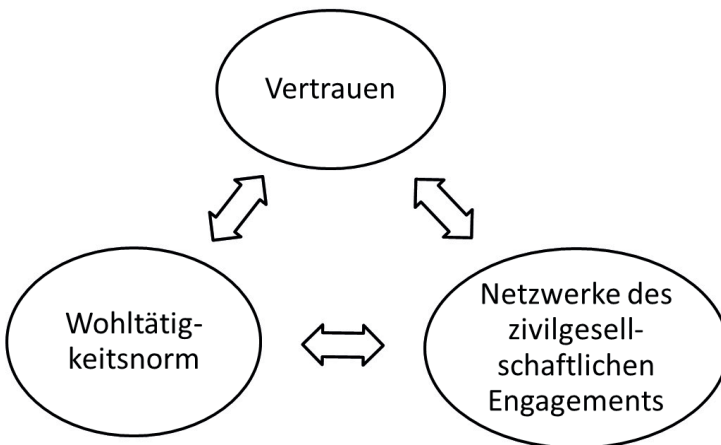 Vertrauen
Wohltätig-
keitsnorm
Netzwerke des
zivilgesell-
schaftlichen
Engagements